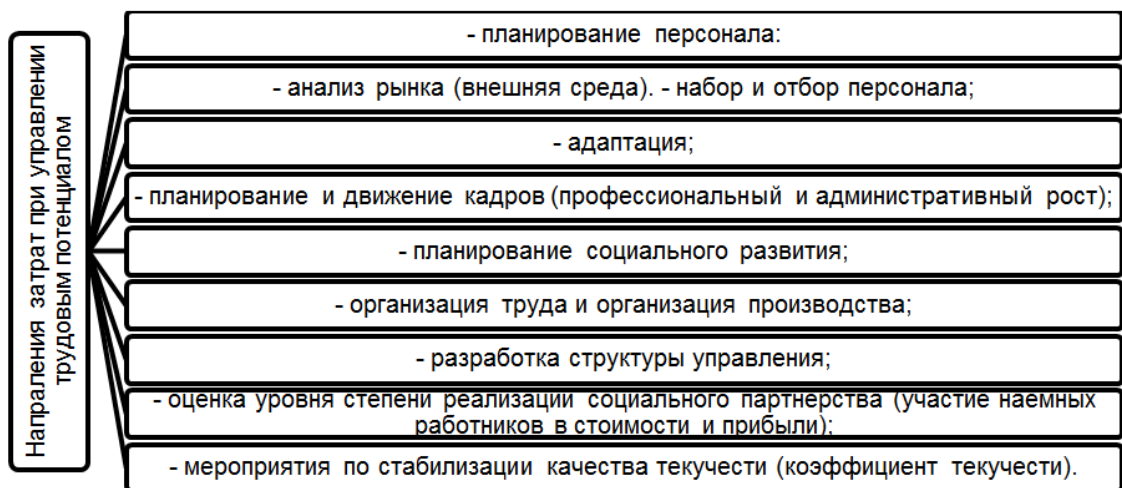 Напраления затрат при управлении
трудовым потенциалом
- планирование персонала:
- анализ рынка (внешняя среда). - набор и отбор персонала;
- адаптация;
- планирование и движение кадров (профессиональный и административный рост);
- планирование социального развития;
- организация труда и организация производства;
- разработка структуры управления;
- оценка уровня степени реализации социального партнерства (участие наемных
работников в стоимости и прибыли);
- мероприятия по стабилизации качества текучести (коэффициент текучести).